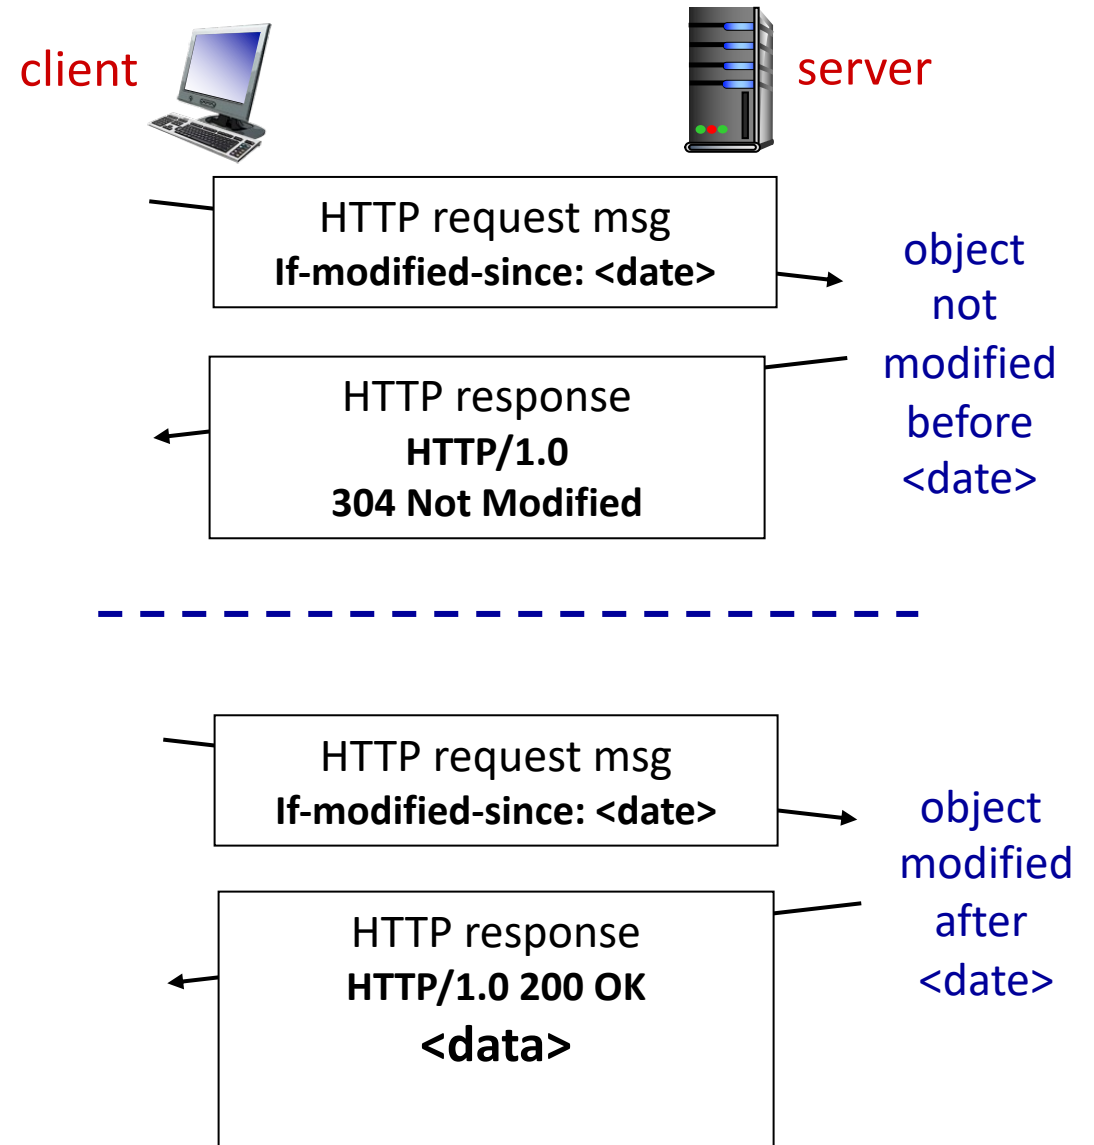 client
server
HTTP request msg
If-modified-since: <date>
object
not
modified
before
<date>
HTTP response
HTTP/1.0
304 Not Modified
HTTP request msg
If-modified-since: <date>
object
modified
after
<date>
HTTP response
HTTP/1.0 200 OK
<data>